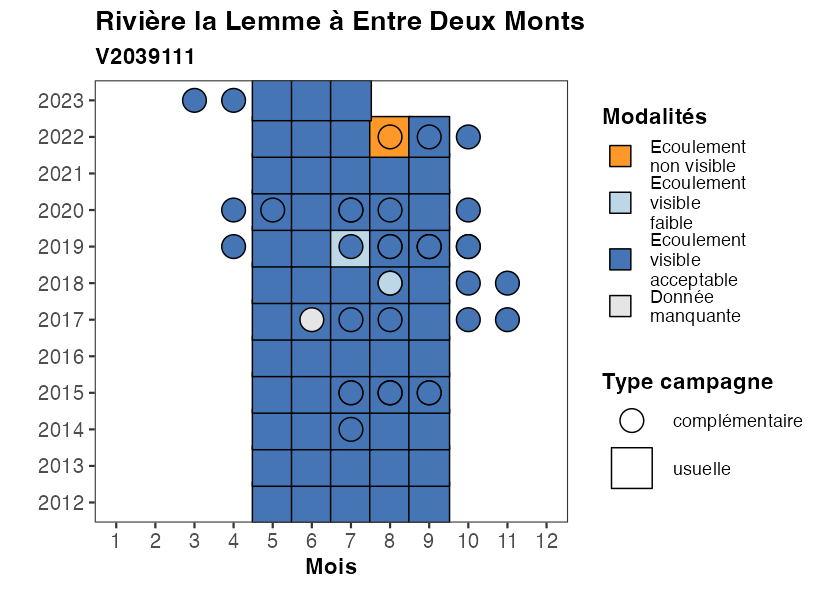 Rivière la Lemme à Entre Deux Monts
V2039111
2023
2022
2021
2020
2019
2018
2017
2016
2015
2014
2013
2012
1 2 3 4 5 6 7 8 9 10 11 12
Mois
Modalités
Ecoulement
non visible
Ecoulement
visible
faible
Ecoulement
visible
acceptable
Donnée
manquante
Type campagne
complémentaire
usuelle